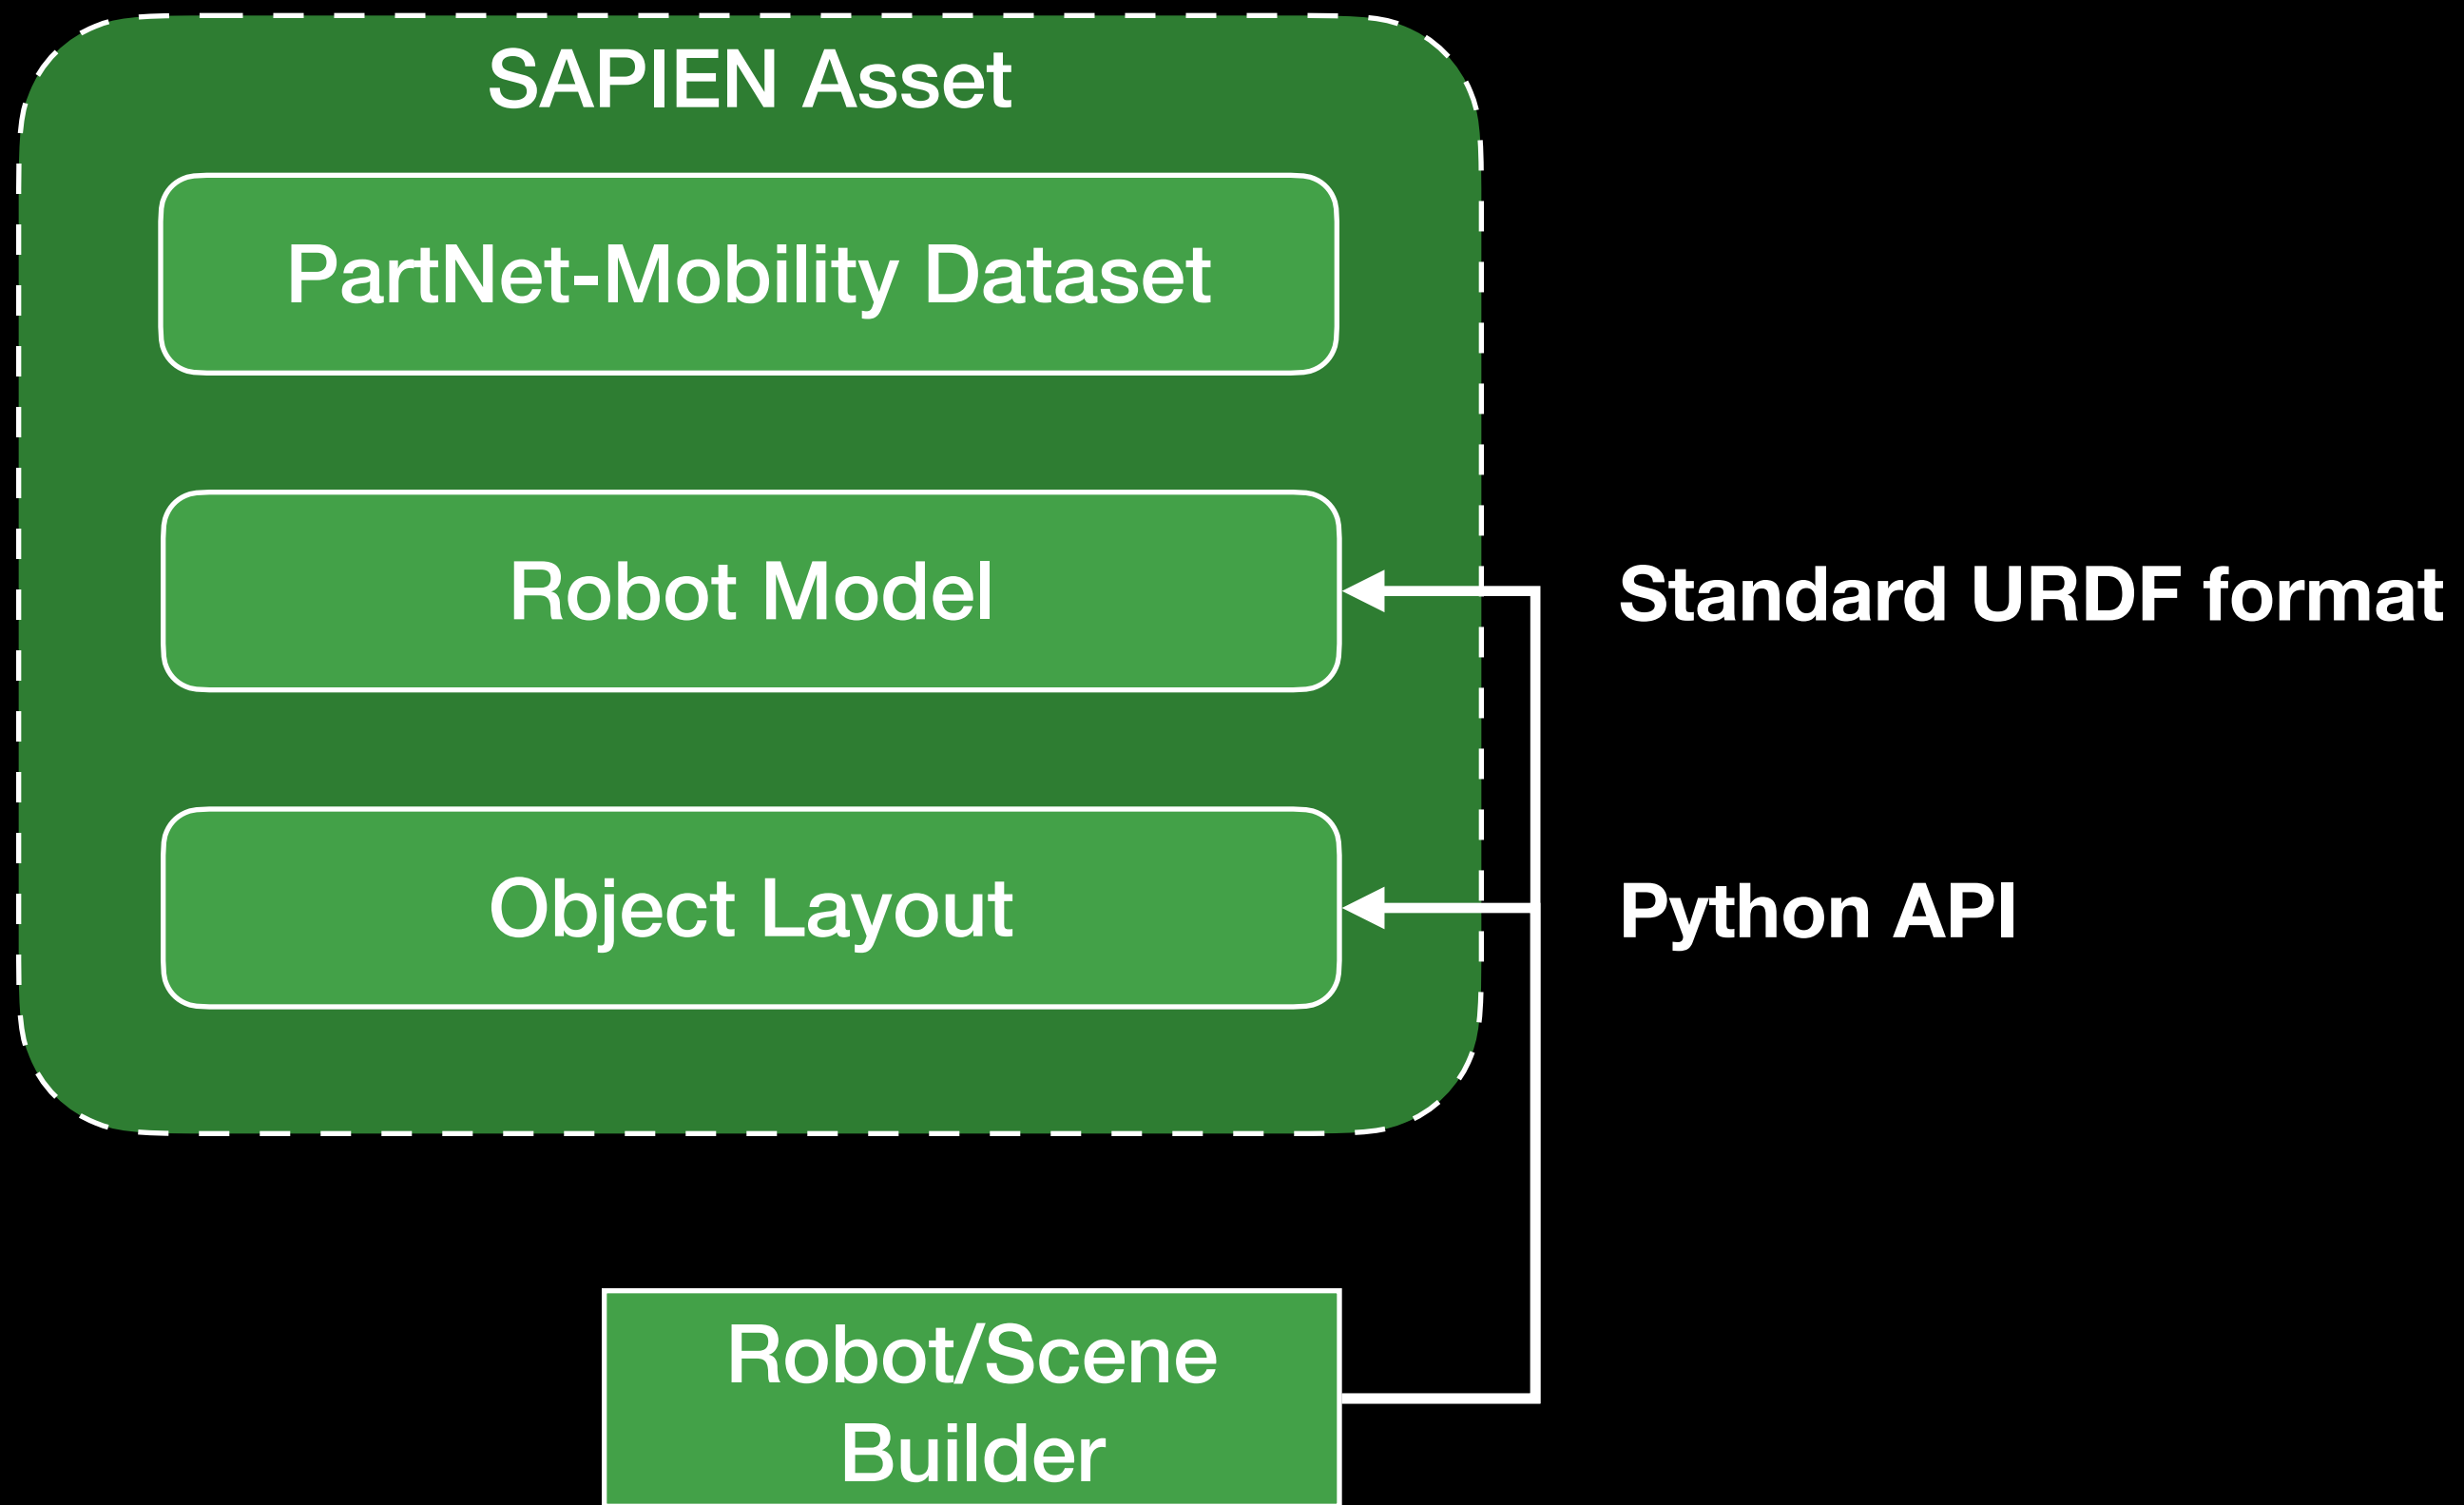 SAPIEN Asset
PartNet-Mobility Dataset
Robot Model
Standard URDF format
Object Layout
Python API
Robot/Scene
Builder